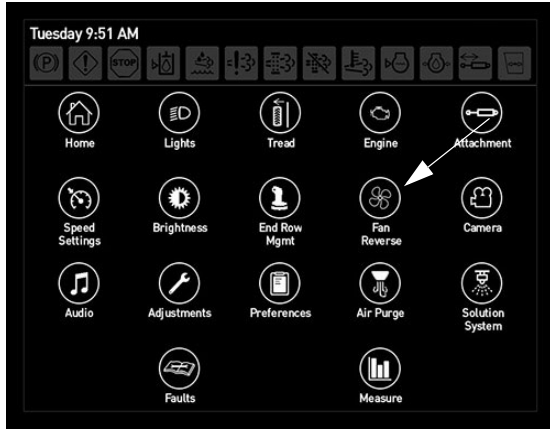 Tuesday 9:51 AM
(P) STOP
Home Lights Tread Engine Attachment
Speed Settings Brightness End Row Mgmt Fan Reverse Camera
Audio Adjustments Preferences Air Purge Solution System
Faults Measure